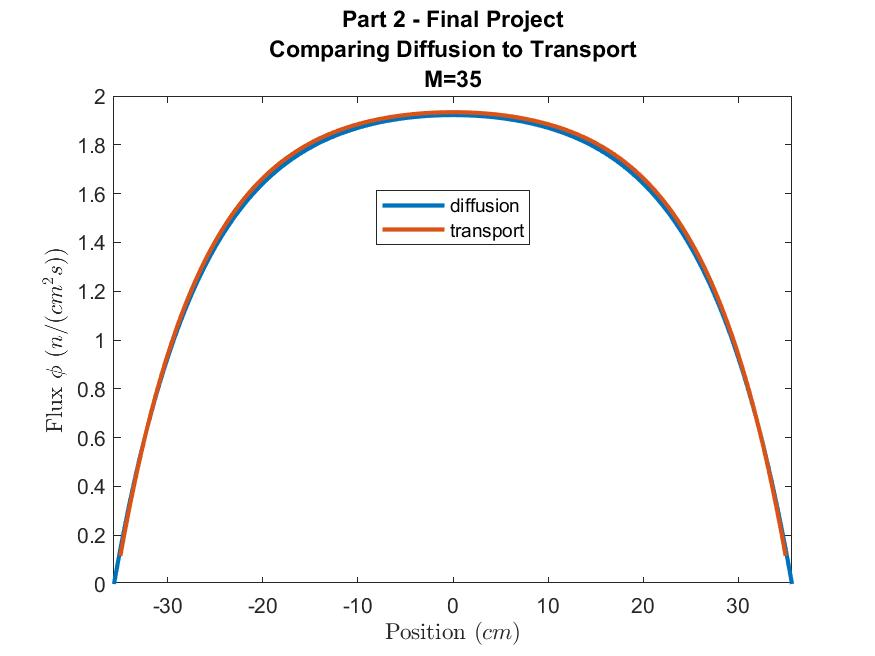 Part 2 - Final Project
Comparing Diffusion to Transport
M=35
2
1.8
1.6
1.4
1.2
1
0.8
0.6
0.4
0.2
0
Flux ϕ (n/(cm²s))
diffusion
transport
-30 -20 -10 0 10 20 30
Position (cm)